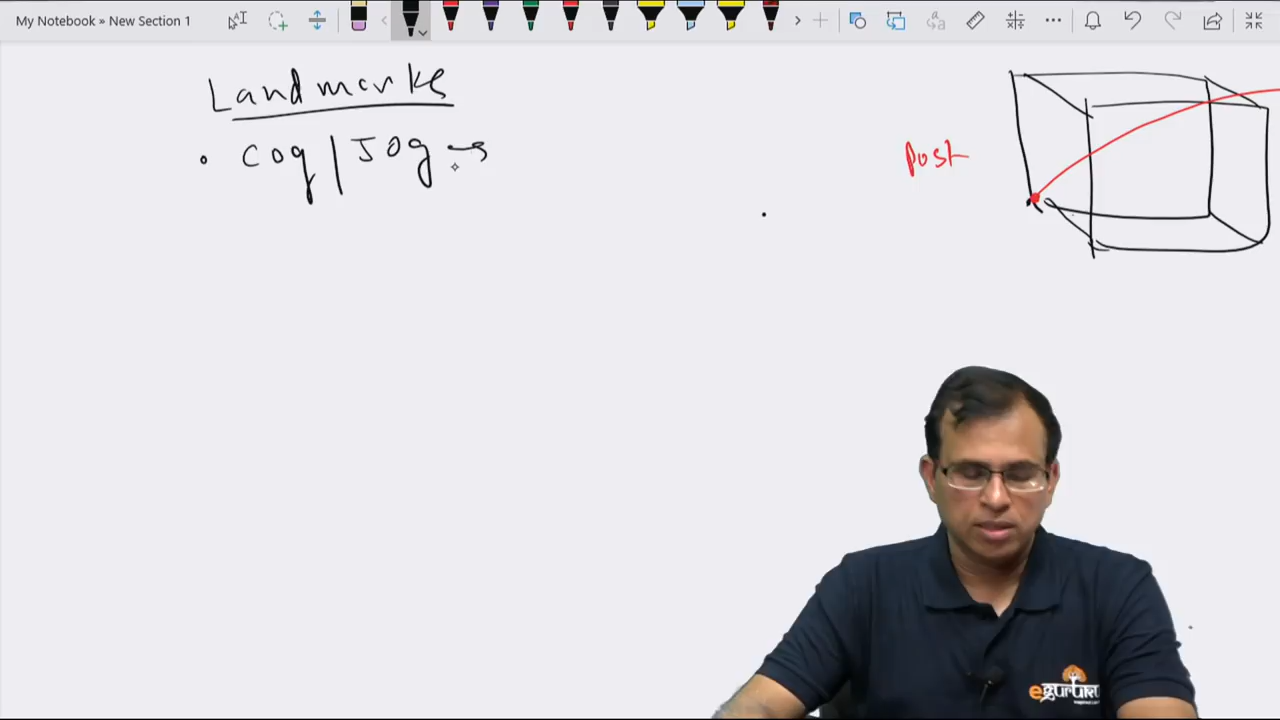 My Notebook » New Section 1
Landmarks
• COG | JOG →
Post
eGURUKUL